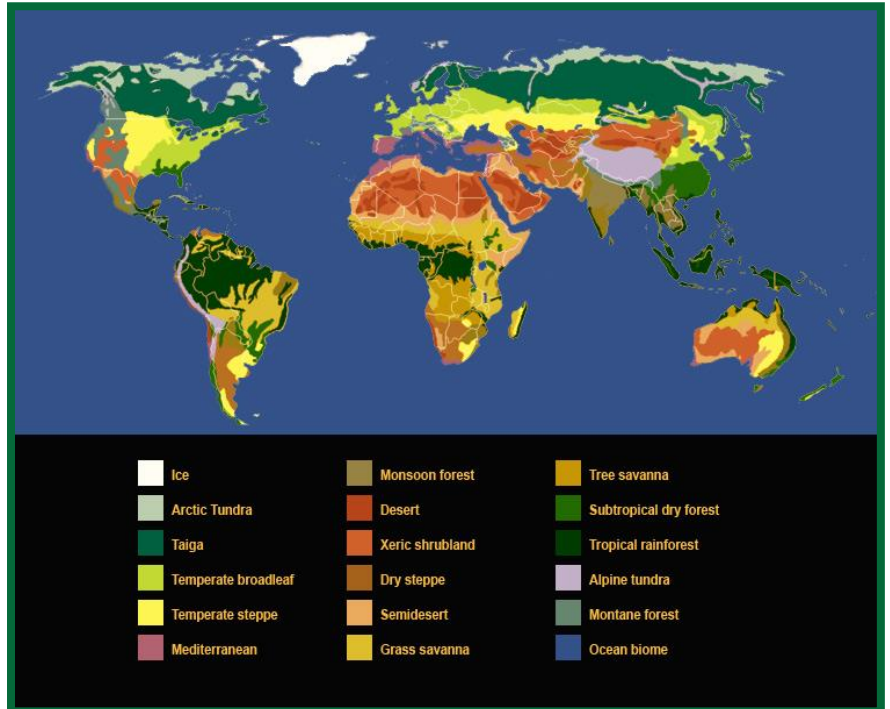 Ice
Arctic Tundra
Taiga
Temperate broadleaf
Temperate steppe
Mediterranean
Monsoon forest
Desert
Xeric shrubland
Dry steppe
Semidesert
Grass savanna
Tree savanna
Subtropical dry forest
Tropical rainforest
Alpine tundra
Montane forest
Ocean biome